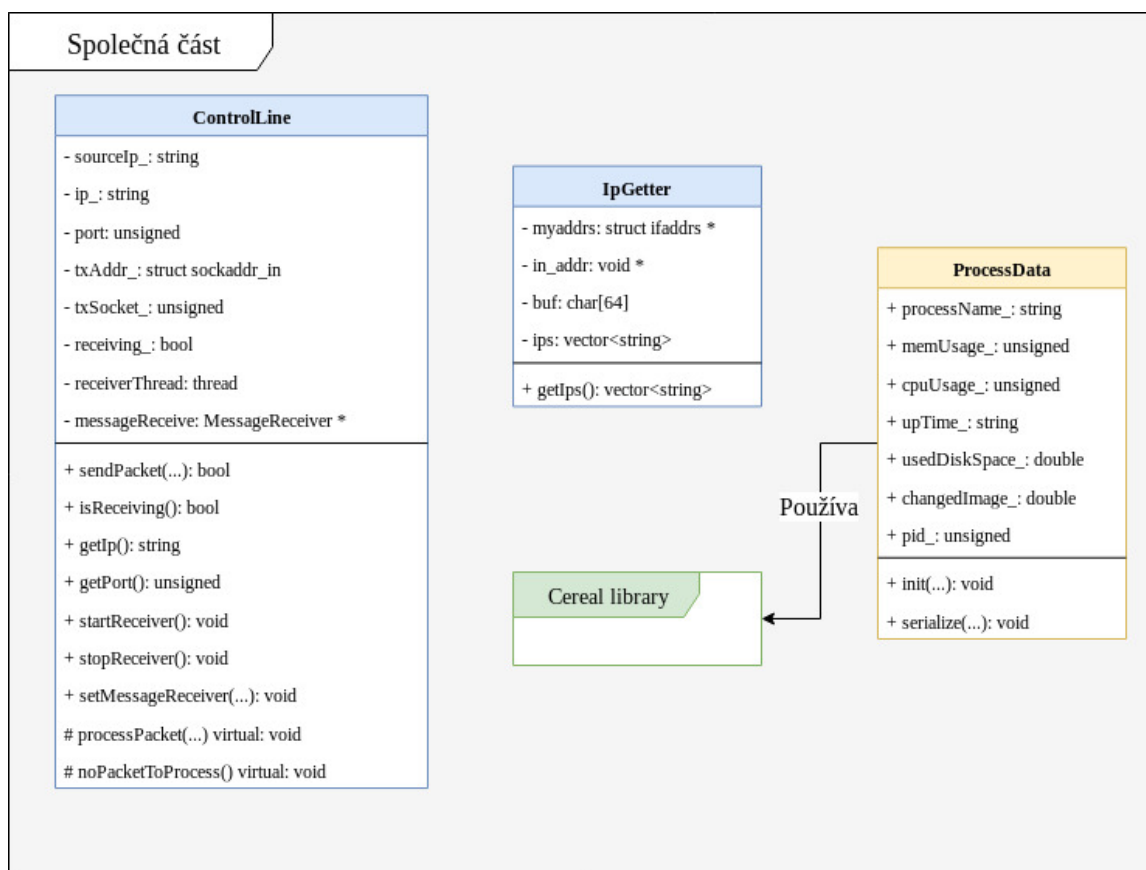 Společná část
ControlLine
- sourceIp_: string
- ip_: string
- port: unsigned
- txAddr_: struct sockaddr_in
- txSocket_: unsigned
- receiving_: bool
- receiverThread: thread
- messageReceive: MessageReceiver *
+ sendPacket(...): bool
+ isReceiving(): bool
+ getIp(): string
+ getPort(): unsigned
+ startReceiver(): void
+ stopReceiver(): void
+ setMessageReceiver(...): void
# processPacket(...) virtual: void
# noPacketToProcess() virtual: void
IpGetter
- myaddrs: struct ifaddrs *
- in_addr: void *
- buf: char[64]
- ips: vector<string>
+ getIps(): vector<string>
ProcessData
+ processName_: string
+ memUsage_: unsigned
+ cpuUsage_: unsigned
+ upTime_: string
+ usedDiskSpace_: double
+ changedImage_: double
+ pid_: unsigned
+ init(...): void
+ serialize(...): void
Používa
Cereal library